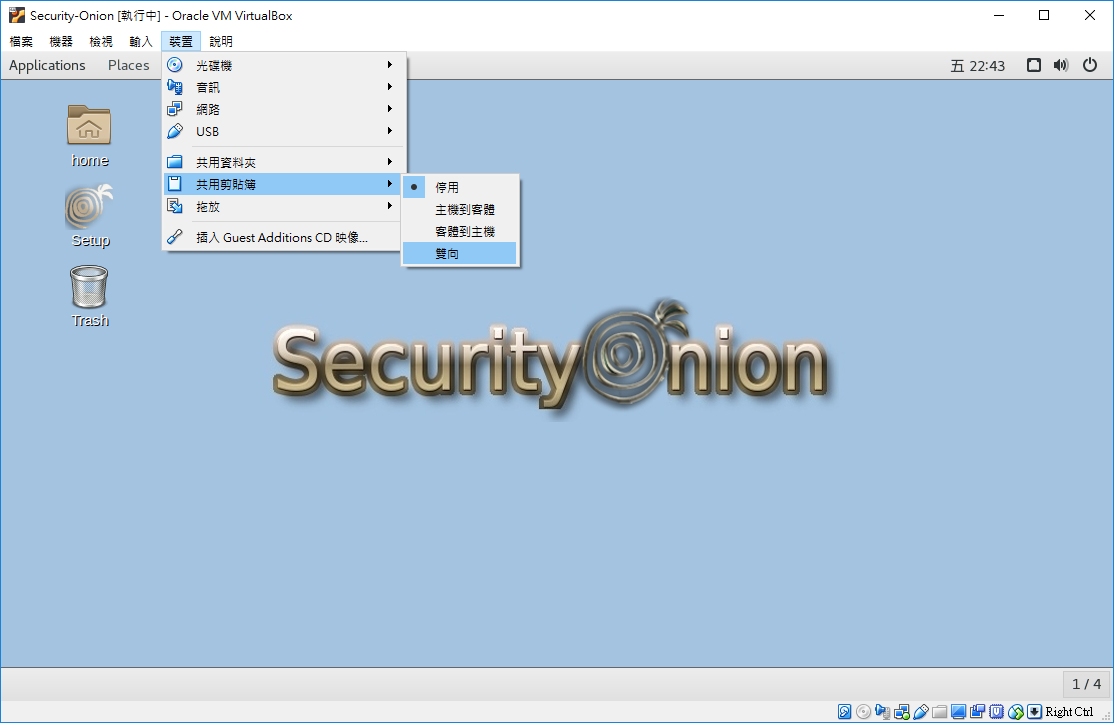 Security-Onion [執行中] - Oracle VM VirtualBox
檔案 機器 檢視 輸入 裝置 說明
Applications Places 五 22:43
光碟機
音訊
網路
USB
共用資料夾
共用剪貼簿
拖放
插入 Guest Additions CD 映像...
停用
主機到客體
客體到主機
雙向
home
Setup
Trash
SecurityOnion
1 / 4
Right Ctrl